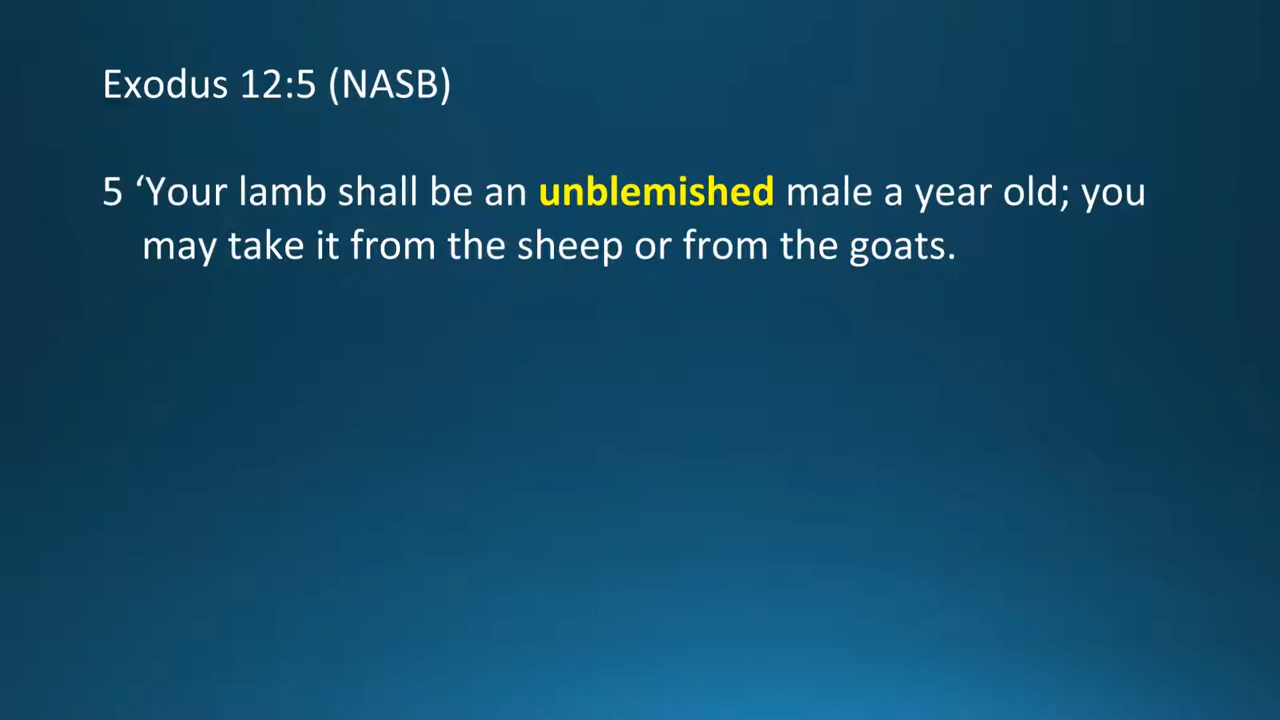 Exodus 12:5 (NASB)
5 ‘Your lamb shall be an unblemished male a year old; you
may take it from the sheep or from the goats.